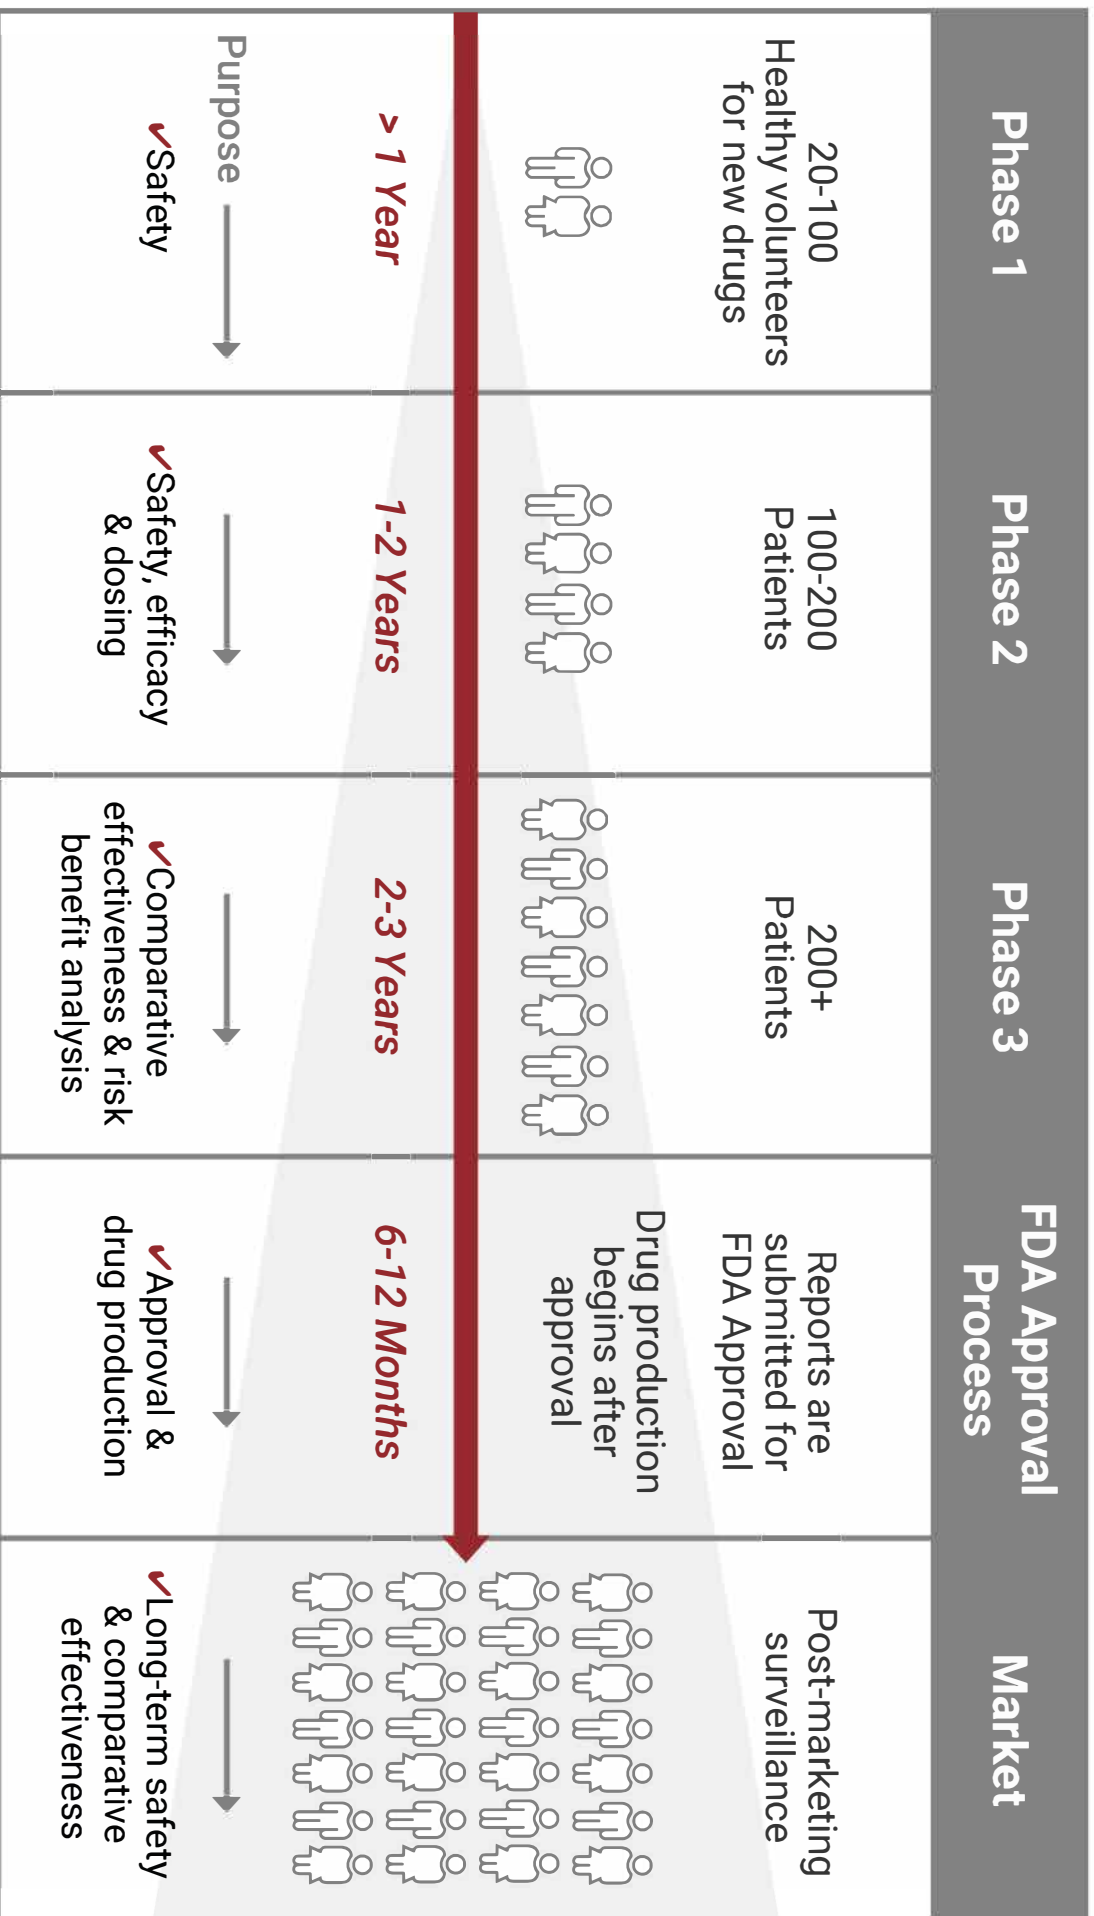 Phase 1
Phase 2
Phase 3
FDA Approval
Process
Market
20-100
Healthy volunteers
for new drugs
100-200
Patients
200+
Patients
Reports are
submitted for
FDA Approval
Drug production
begins after
approval
Post-marketing
surveillance
> 1 Year
1-2 Years
2-3 Years
6-12 Months
Purpose
✔Safety
✔Safety, efficacy
& dosing
✔Comparative
effectiveness & risk
benefit analysis
✔Approval &
drug production
✔Long-term safety
& comparative
effectiveness